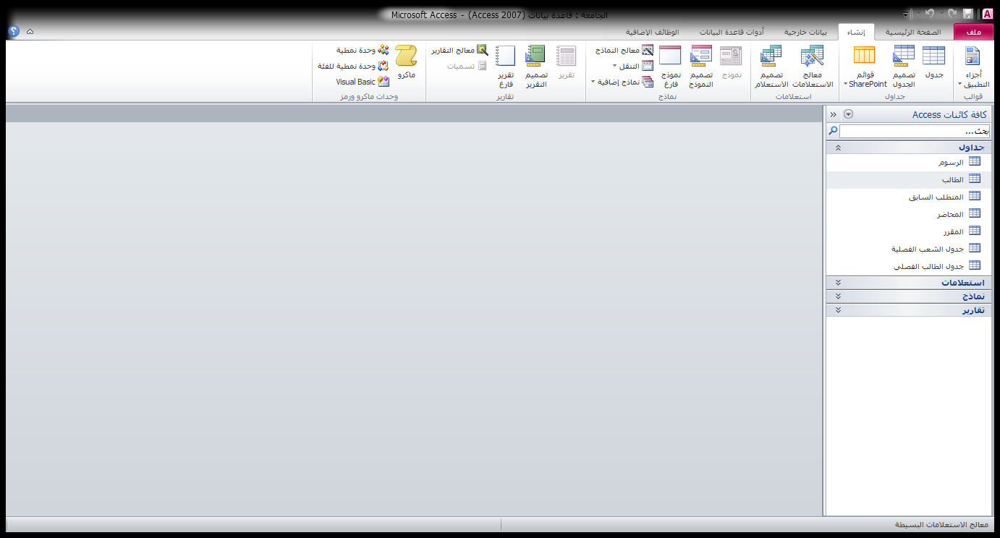 الجامعة : قاعدة بيانات (Access 2007) - Microsoft Access
ملف
الصفحة الرئيسية
إنشاء
بيانات خارجية
أدوات قاعدة البيانات
الوظائف الإضافية
أجزاء التطبيق
قوالب
جدول
تصميم الجدول
قوائم SharePoint
جداول
معالج الاستعلامات
تصميم الاستعلام
استعلامات
نموذج
تصميم النموذج
نموذج فارغ
معالج النماذج
التنقل
نماذج إضافية
نماذج
تقرير
تصميم التقرير
تقرير فارغ
معالج التقارير
تسميات
تقارير
ماكرو
وحدة نمطية
وحدة نمطية للفئة
Visual Basic
وحدات ماكرو ورمز
كافة كائنات Access
بحث...
جداول
الرسوم
الطالب
المتطلب السابق
المحاضر
المقرر
جدول الشعب الفصلية
جدول الطالب الفصلي
استعلامات
نماذج
تقارير
معالج الاستعلامات البسيطة